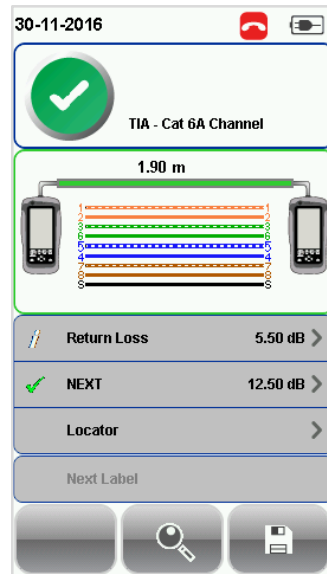 30-11-2016
TIA - Cat 6A Channel
1.90 m
1 1
2 2
3 3
6 6
5 5
4 4
7 7
8 8
S S
Return Loss 5.50 dB
NEXT 12.50 dB
Locator
Next Label